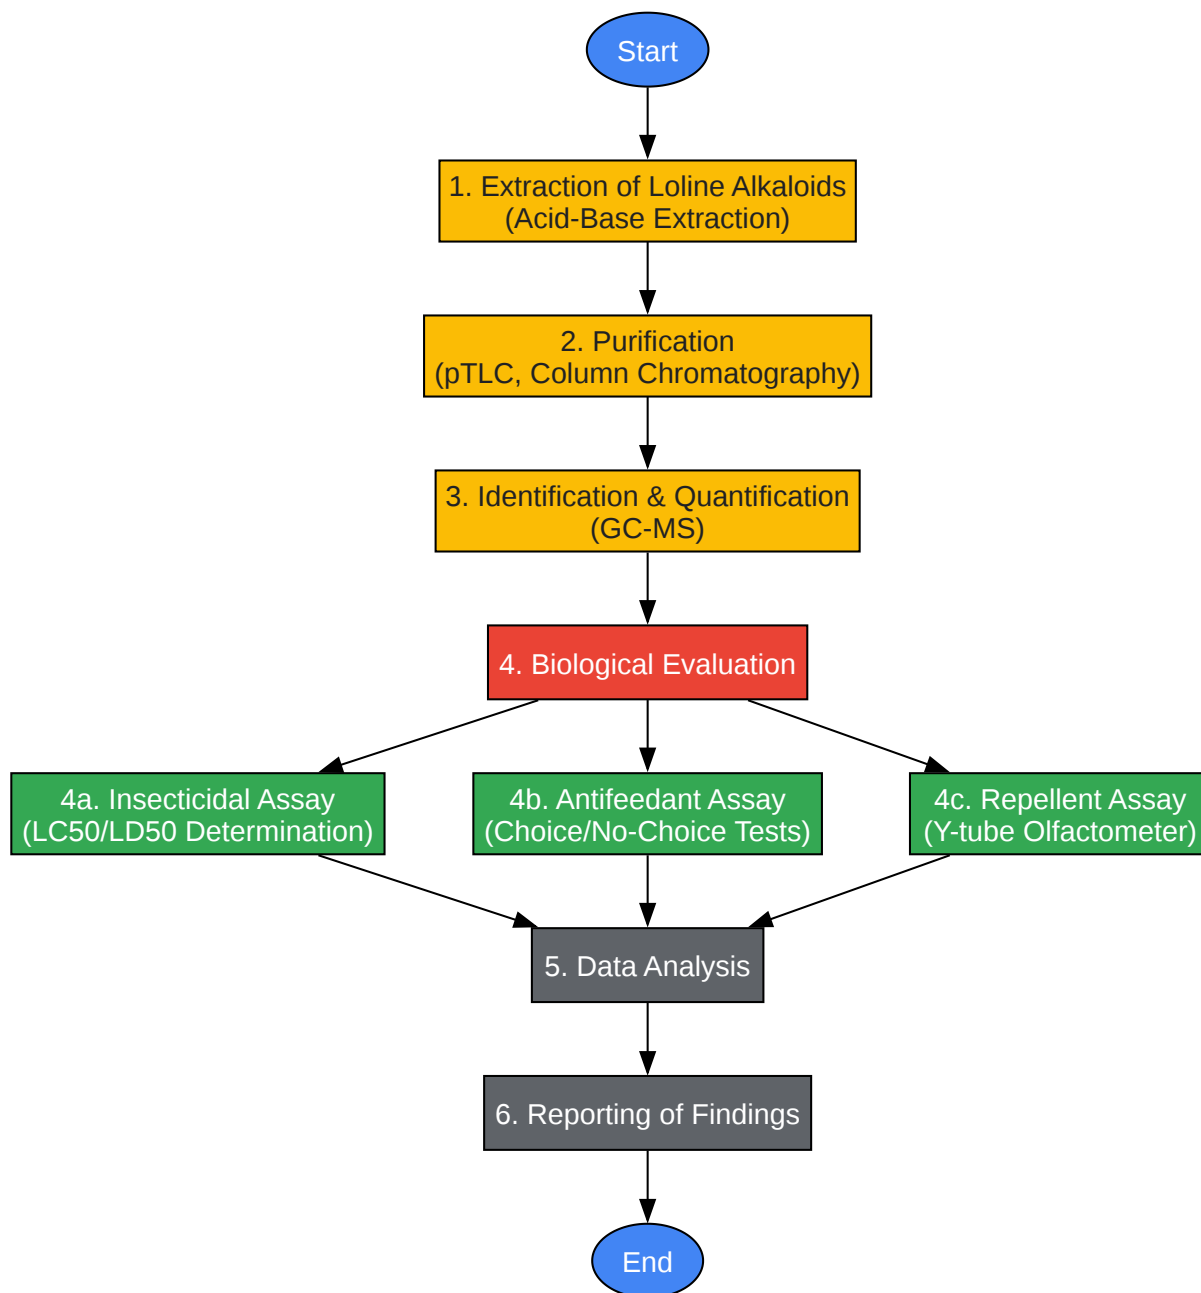 Start
1. Extraction of Loline Alkaloids
(Acid-Base Extraction)
2. Purification
(pTLC, Column Chromatography)
3. Identification & Quantification
(GC-MS)
4. Biological Evaluation
4a. Insecticidal Assay
(LC50/LD50 Determination)
4b. Antifeedant Assay
(Choice/No-Choice Tests)
4c. Repellent Assay
(Y-tube Olfactometer)
5. Data Analysis
6. Reporting of Findings
End